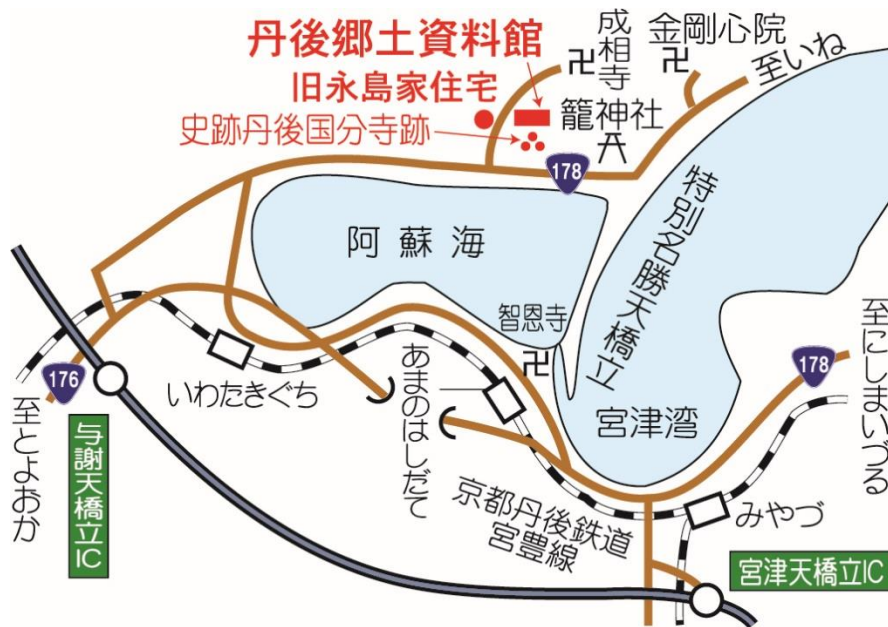 丹後郷土資料館
旧永島家住宅
史跡丹後国分寺跡
成相寺
金剛心院
至いね
籠神社
178
特別名勝天橋立
阿蘇海
智恩寺
至にしまいづる
178
宮津湾
176
至とよおか
いわたきぐち
あまのはしだて
与謝天橋立IC
京都丹後鉄道
宮豊線
みやづ
宮津天橋立IC